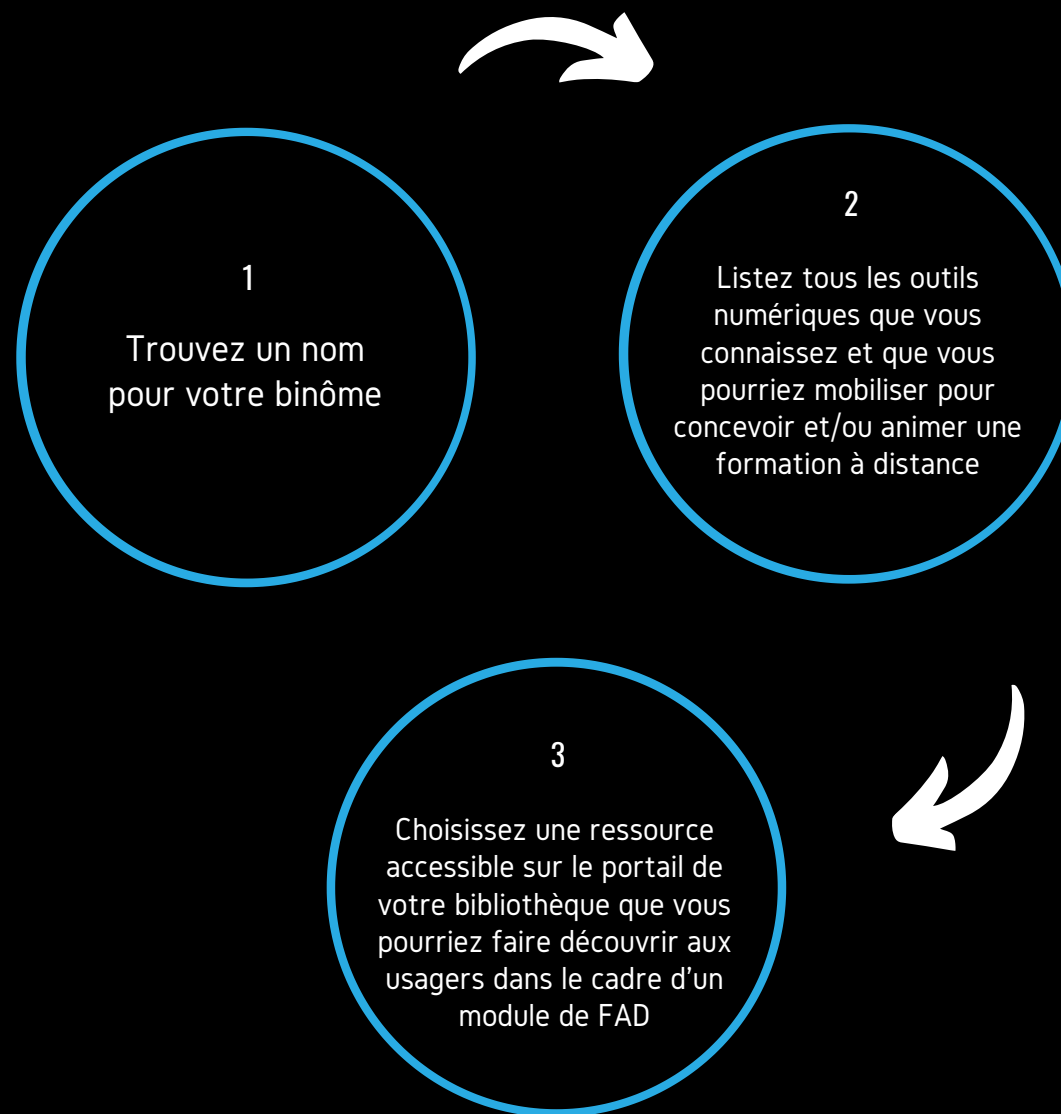 1
Trouvez un nom
pour votre binôme
2
Listez tous les outils
numériques que vous
connaissez et que vous
pourriez mobiliser pour
concevoir et/ou animer une
formation à distance
3
Choisissez une ressource
accessible sur le portail de
votre bibliothèque que vous
pourriez faire découvrir aux
usagers dans le cadre d'un
module de FAD